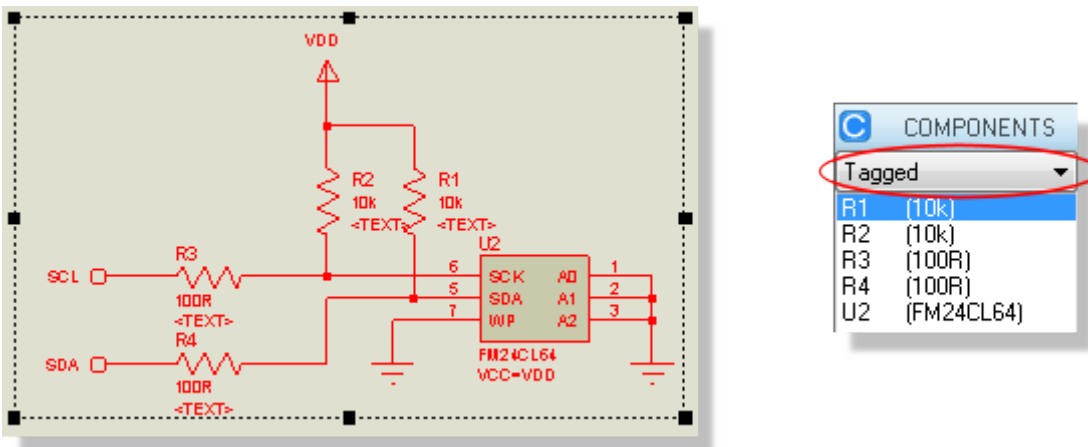 VDD
R2
10k
<TEXT>
R1
10k
<TEXT>
U2
R3
SCL
100R
<TEXT>
R4
SDA
100R
<TEXT>
6 SCK A0 1
5 SDA A1 2
7 WP A2 3
FM24CL64
VCC=VDD
C COMPONENTS
Tagged
R1 (10k)
R2 (10k)
R3 (100R)
R4 (100R)
U2 (FM24CL64)